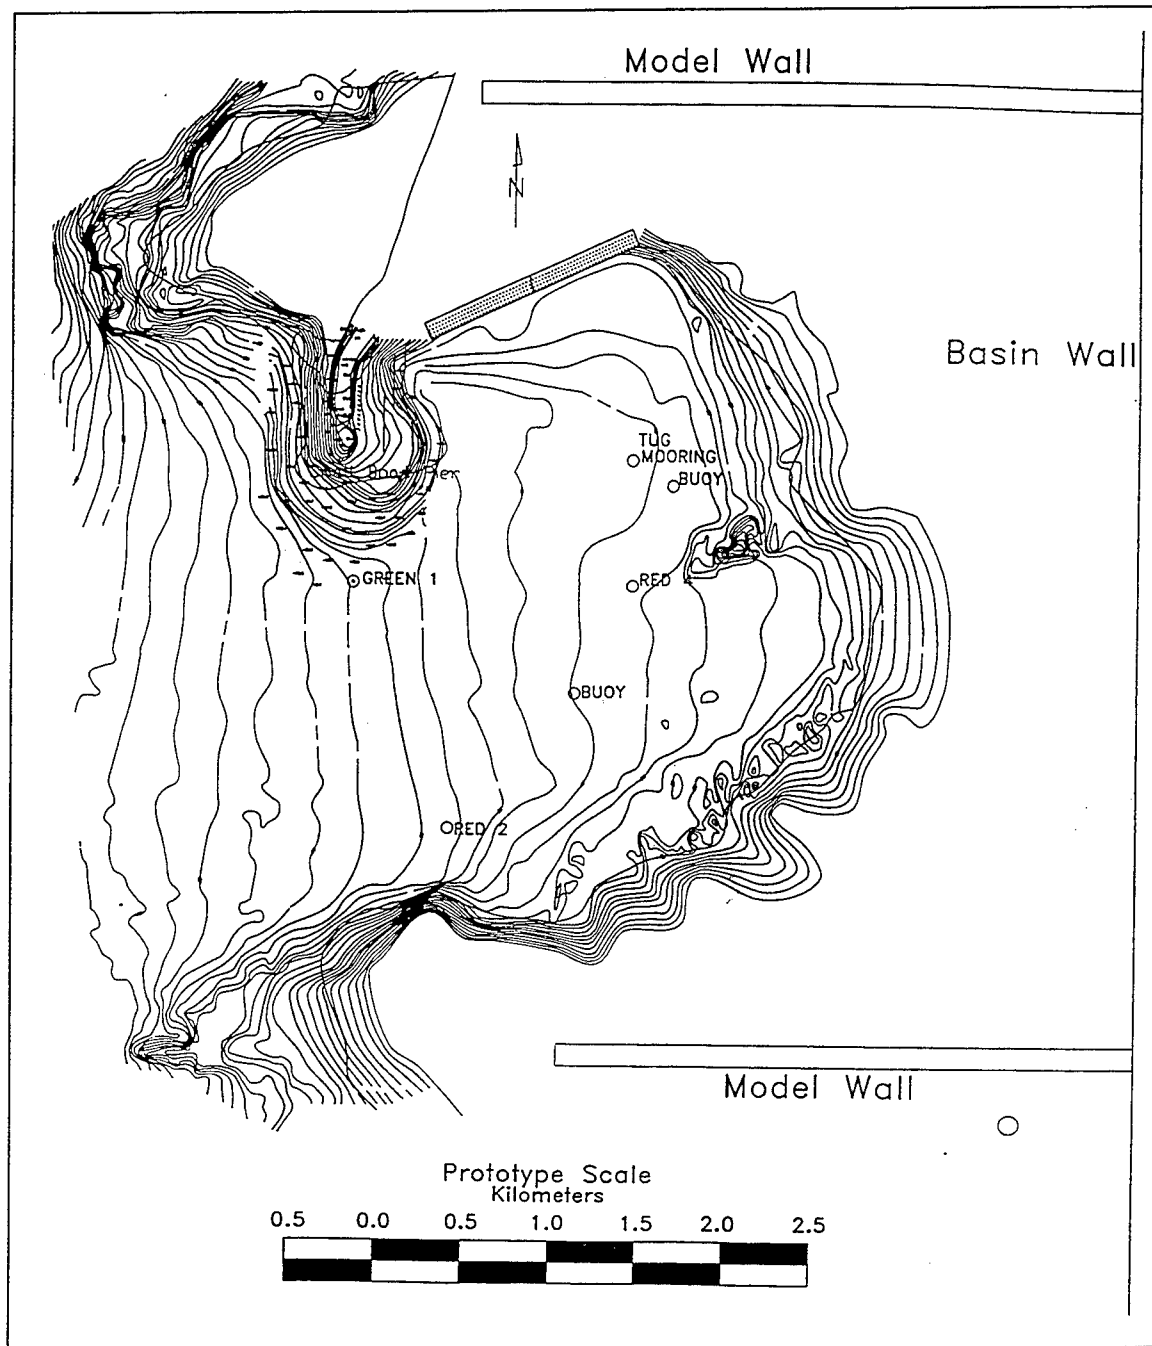 Model Wall
N
Basin Wall
TUG
MOORING
BUOY
Pier
GREEN 1
RED 4
BUOY
RED 2
Model Wall
Prototype Scale
Kilometers
0.5 0.0 0.5 1.0 1.5 2.0 2.5